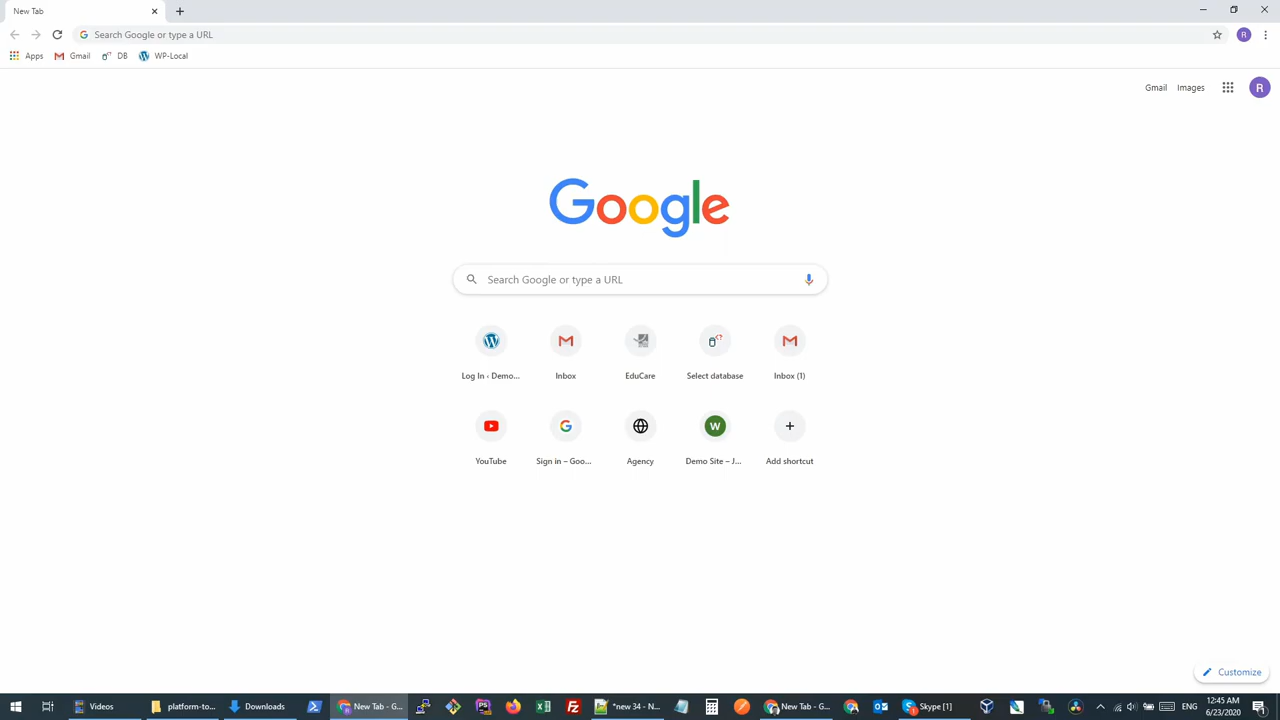 New Tab
Search Google or type a URL
R
Apps
Gmail
DB
WP-Local
Gmail
Images
R
Google
Search Google or type a URL
Log In ‹ Demo...
Inbox
EduCare
Select database
Inbox (1)
W
YouTube
Sign in – Goo...
Agency
Demo Site – J...
Add shortcut
Customize
Videos
platform-to...
Downloads
New Tab - G...
*new 34 - N...
New Tab - G...
Skype [1]
ENG
12:45 AM
6/23/2020